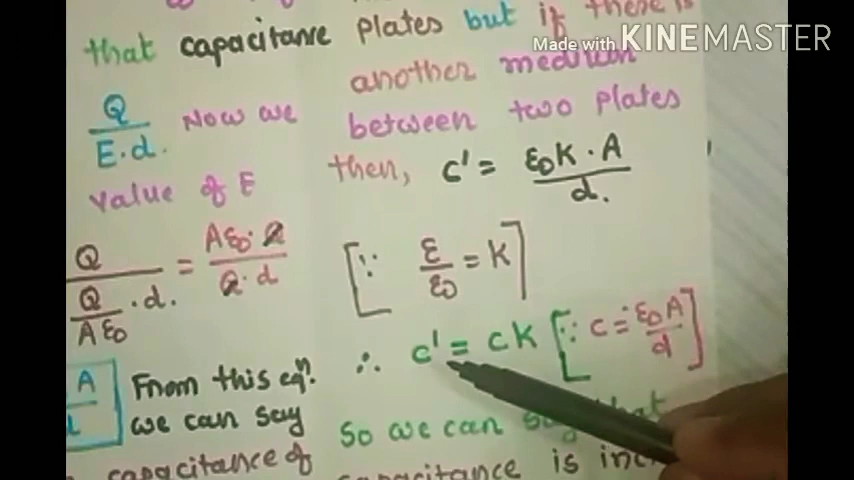 that capacitance plates but if there is
Made with KINEMASTER
another medium
Q / E·d. Now we
between two plates
value of E
then, C' = ε0K·A / d.
Q / (Q / Aε0 · d.) = Aε0·Q / Q·d
[∵ ε / ε0 = K]
∴ C' = CK [∵ C = ε0A / d]
A From this eqn.
we can say
So we can say that
capacitance of
capacitance is